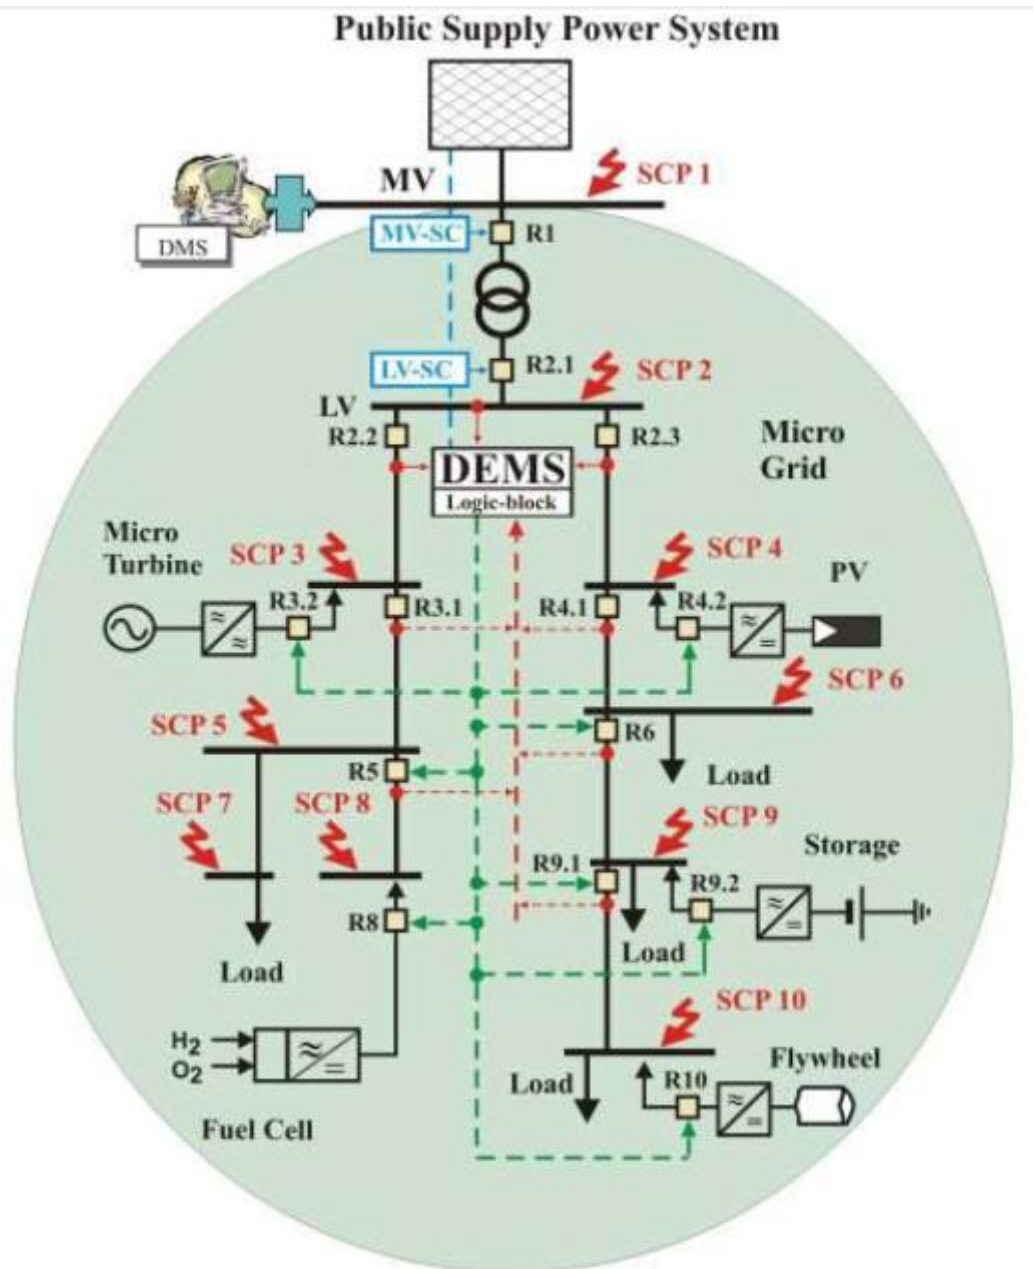 Public Supply Power System
SCP 1
MV
DMS
MV-SC
R1
LV-SC
R2.1
SCP 2
LV
R2.2
R2.3
DEMS
Logic-block
Micro
Grid
Micro
Turbine
SCP 3
SCP 4
PV
R3.2
R3.1
R4.1
R4.2
SCP 6
SCP 5
R6
R5
Load
SCP 7
SCP 8
SCP 9
Storage
R9.1
R9.2
R8
Load
Load
SCP 10
H2
O2
Flywheel
Load
R10
Fuel Cell